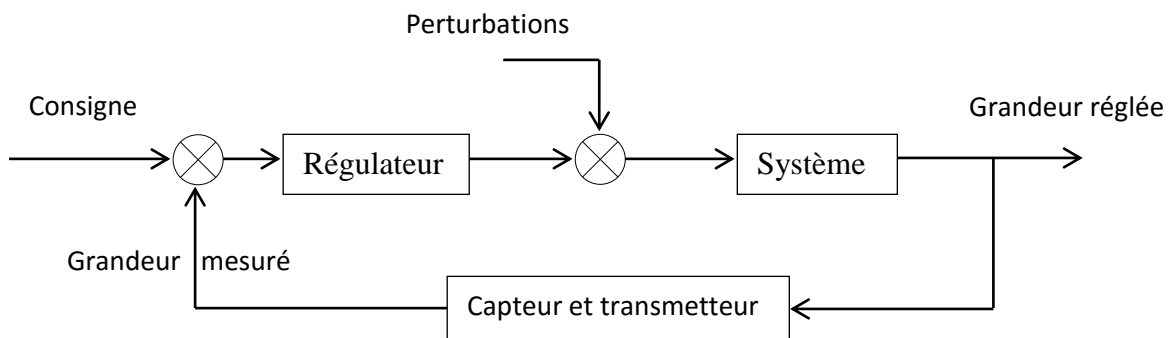 Perturbations
Consigne
Grandeur réglée
Régulateur
Système
Grandeur mesuré
Capteur et transmetteur